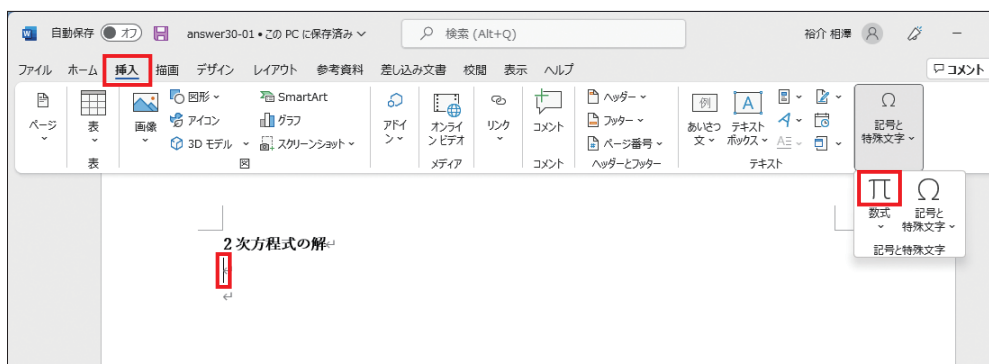 自動保存 オフ answer30-01 • この PC に保存済み 検索 (Alt+Q) 裕介 相澤
ファイル ホーム 挿入 描画 デザイン レイアウト 参考資料 差し込み文書 校閲 表示 ヘルプ コメント
ページ
表
表
画像
図形
アイコン
3D モデル
SmartArt
グラフ
スクリーンショット
図
アドイ
ン
オンライ
ン ビデオ
メディア
リンク
コメント
コメント
ヘッダー
フッター
ページ番号
ヘッダーとフッター
例
あいさつ
文
A
テキスト
ボックス
テキスト
Ω
記号と
特殊文字
π
数式
Ω
記号と
特殊文字
記号と特殊文字
2 次方程式の解